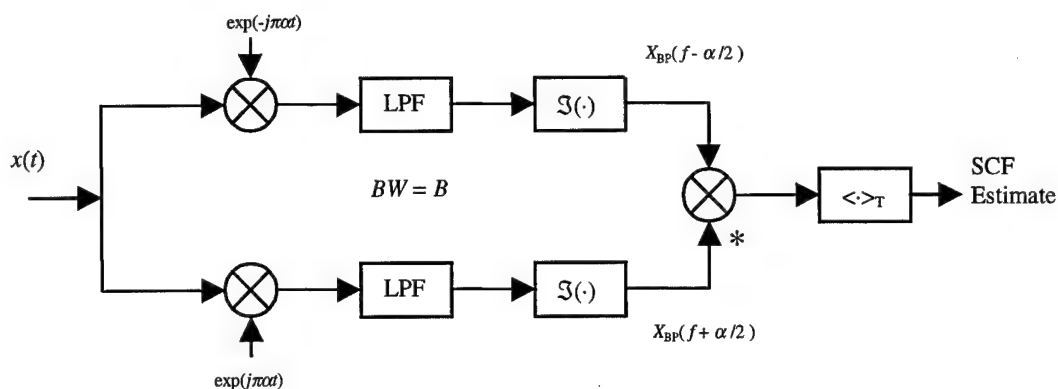 exp(-jπαt)
X_BP(f- α/2)
LPF
ℑ(·)
x(t)
BW = B
<·>_T
SCF
Estimate
*
LPF
ℑ(·)
X_BP(f+ α/2)
exp(jπαt)